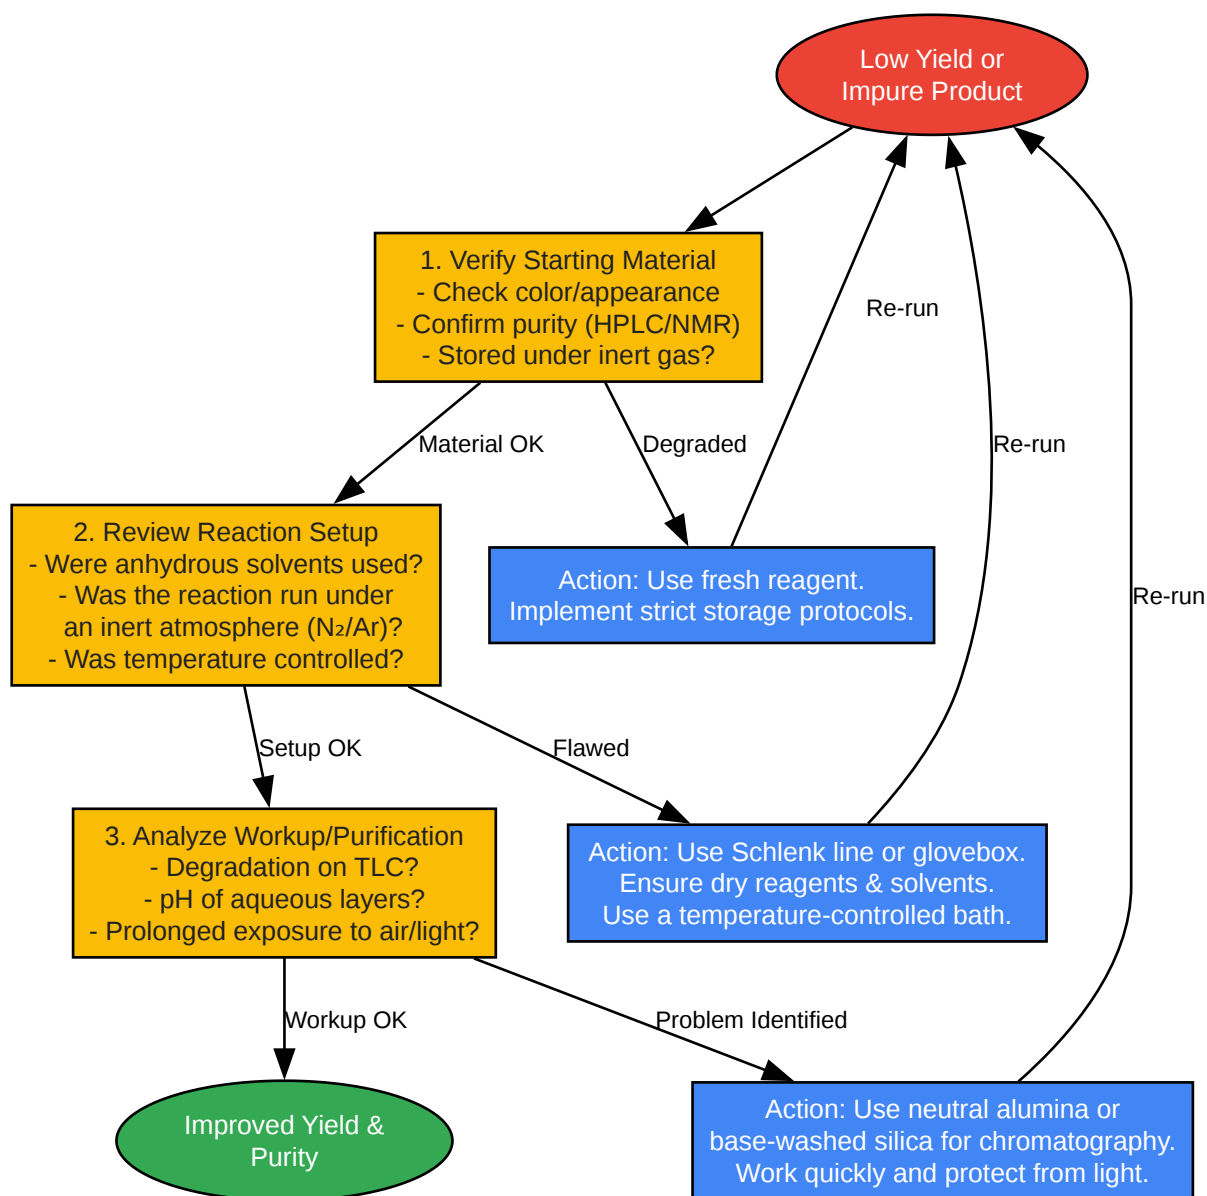 Low Yield or
Impure Product
1. Verify Starting Material
- Check color/appearance
- Confirm purity (HPLC/NMR)
- Stored under inert gas?
Re-run
Material OK
Degraded
Re-run
2. Review Reaction Setup
- Were anhydrous solvents used?
- Was the reaction run under
an inert atmosphere (N₂/Ar)?
- Was temperature controlled?
Action: Use fresh reagent.
Implement strict storage protocols.
Re-run
Setup OK
Flawed
3. Analyze Workup/Purification
- Degradation on TLC?
- pH of aqueous layers?
- Prolonged exposure to air/light?
Action: Use Schlenk line or glovebox.
Ensure dry reagents & solvents.
Use a temperature-controlled bath.
Workup OK
Problem Identified
Improved Yield &
Purity
Action: Use neutral alumina or
base-washed silica for chromatography.
Work quickly and protect from light.